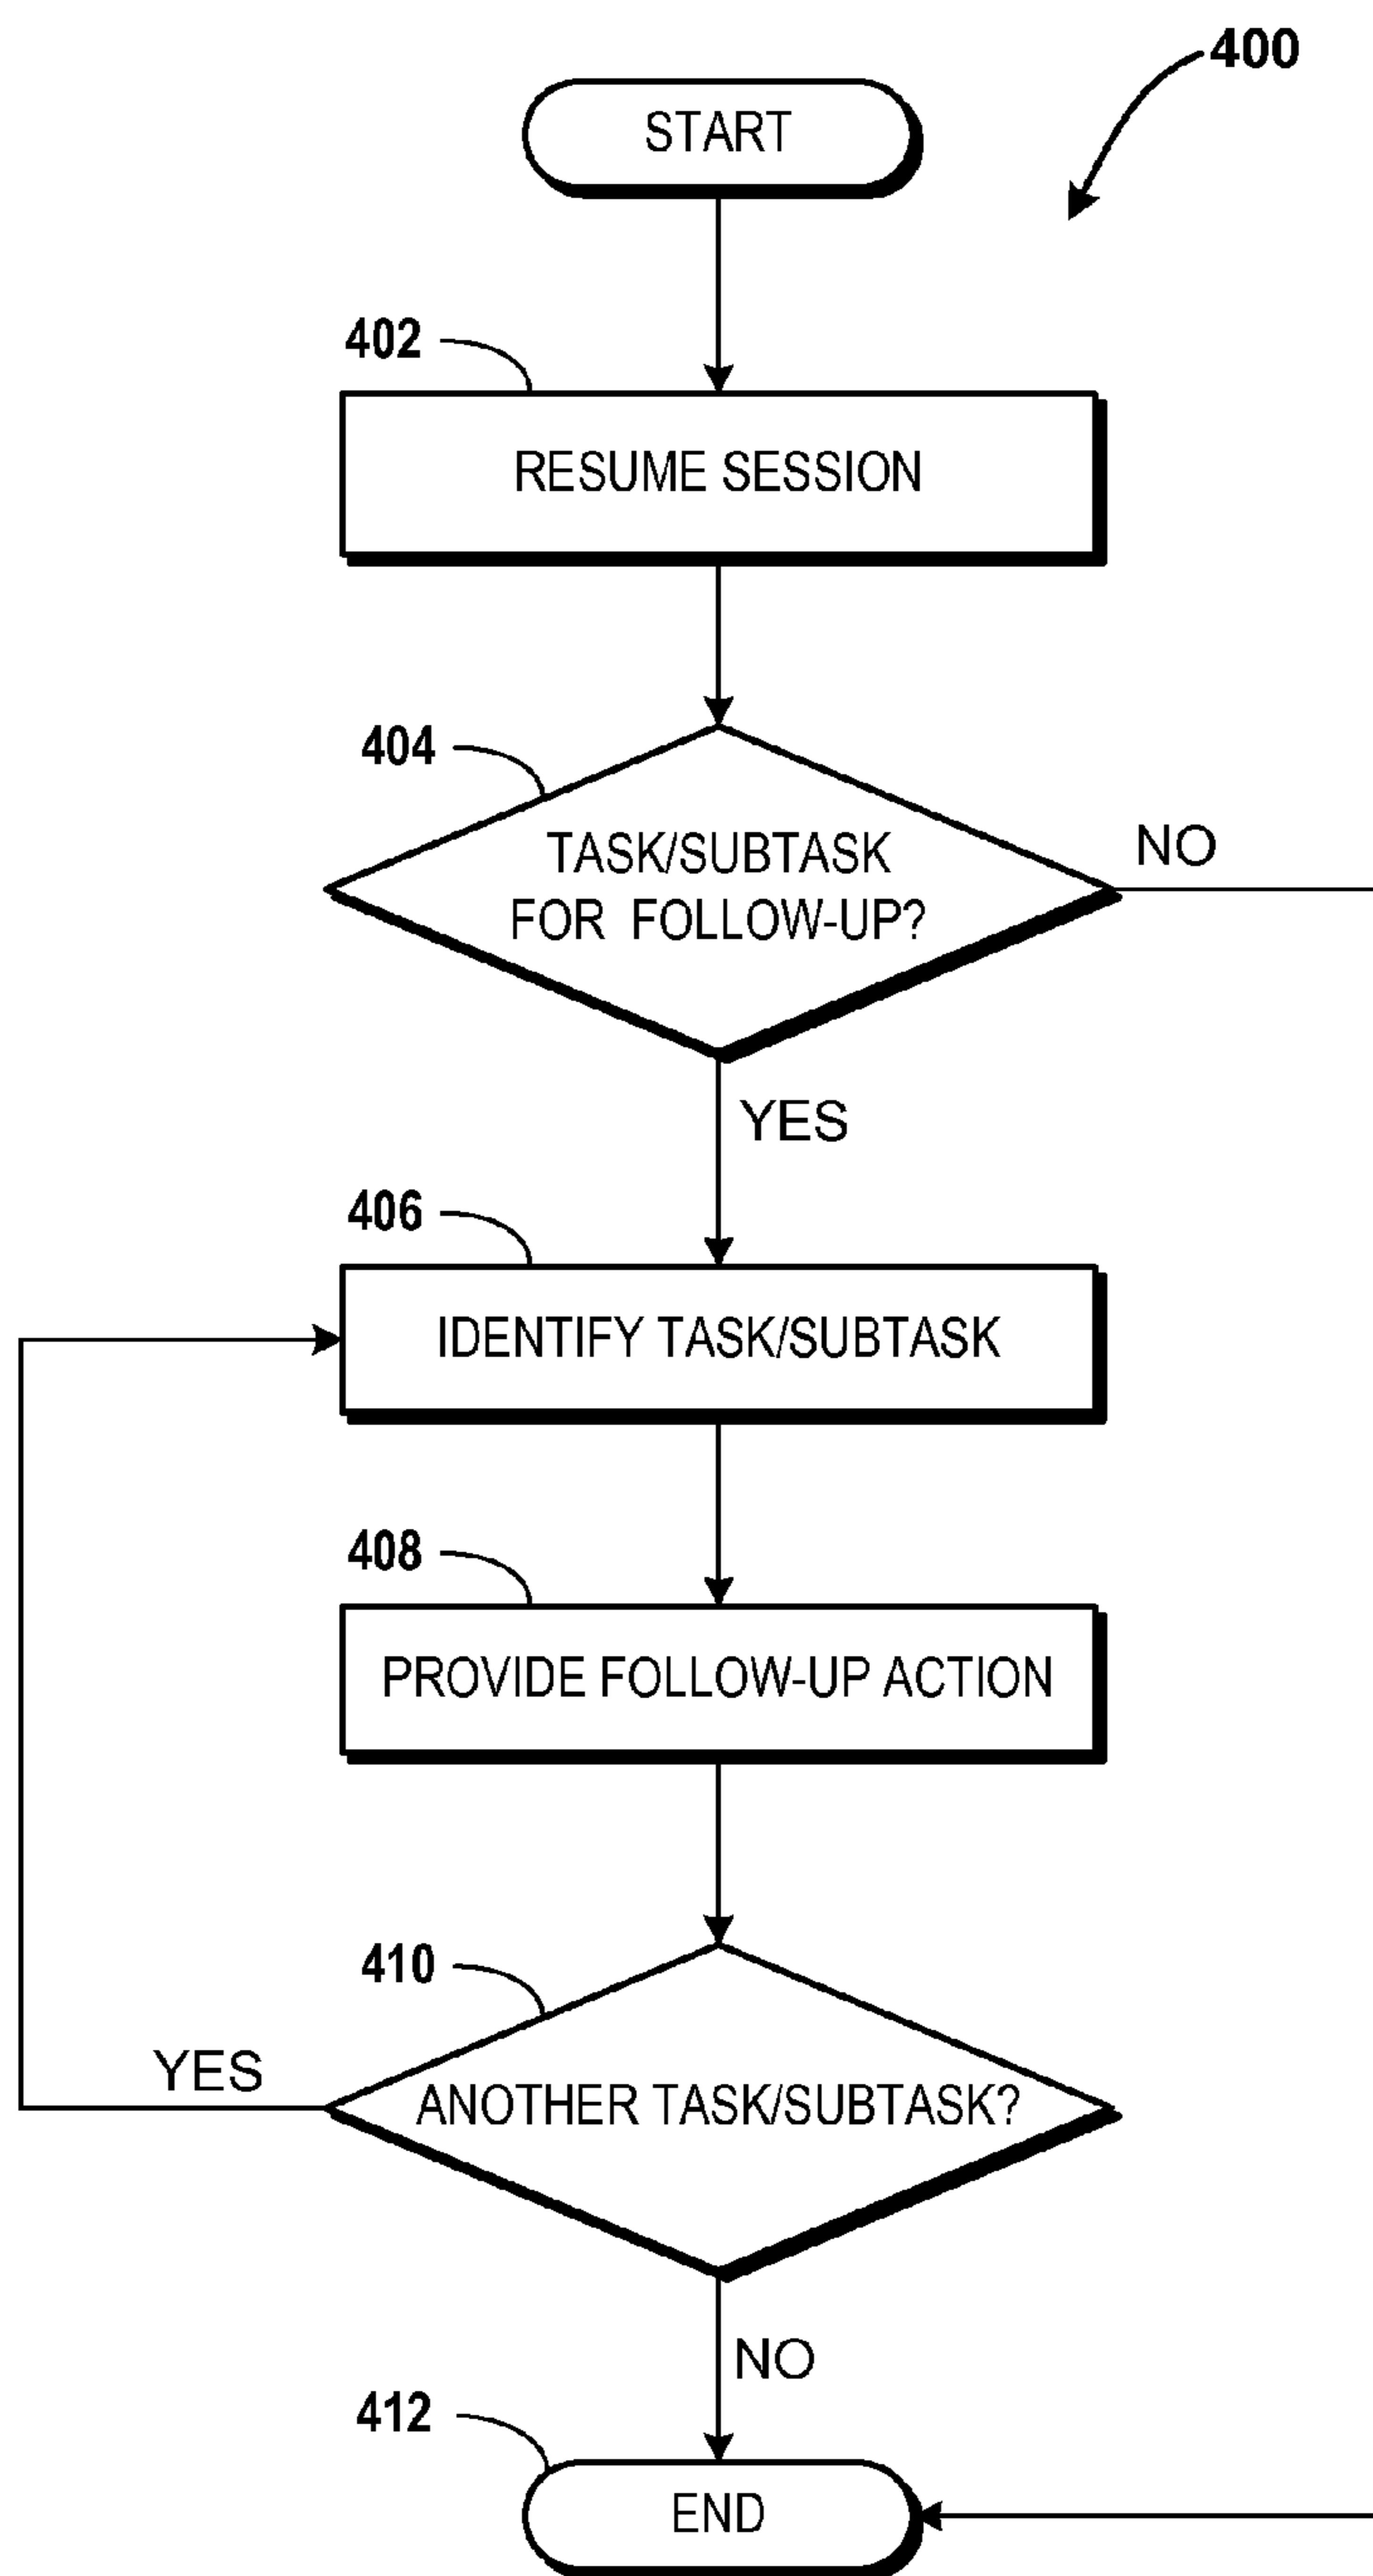 400
START
402
RESUME SESSION
404
TASK/SUBTASK
FOR FOLLOW-UP?
NO
YES
406
IDENTIFY TASK/SUBTASK
408
PROVIDE FOLLOW-UP ACTION
410
YES
ANOTHER TASK/SUBTASK?
NO
412
END